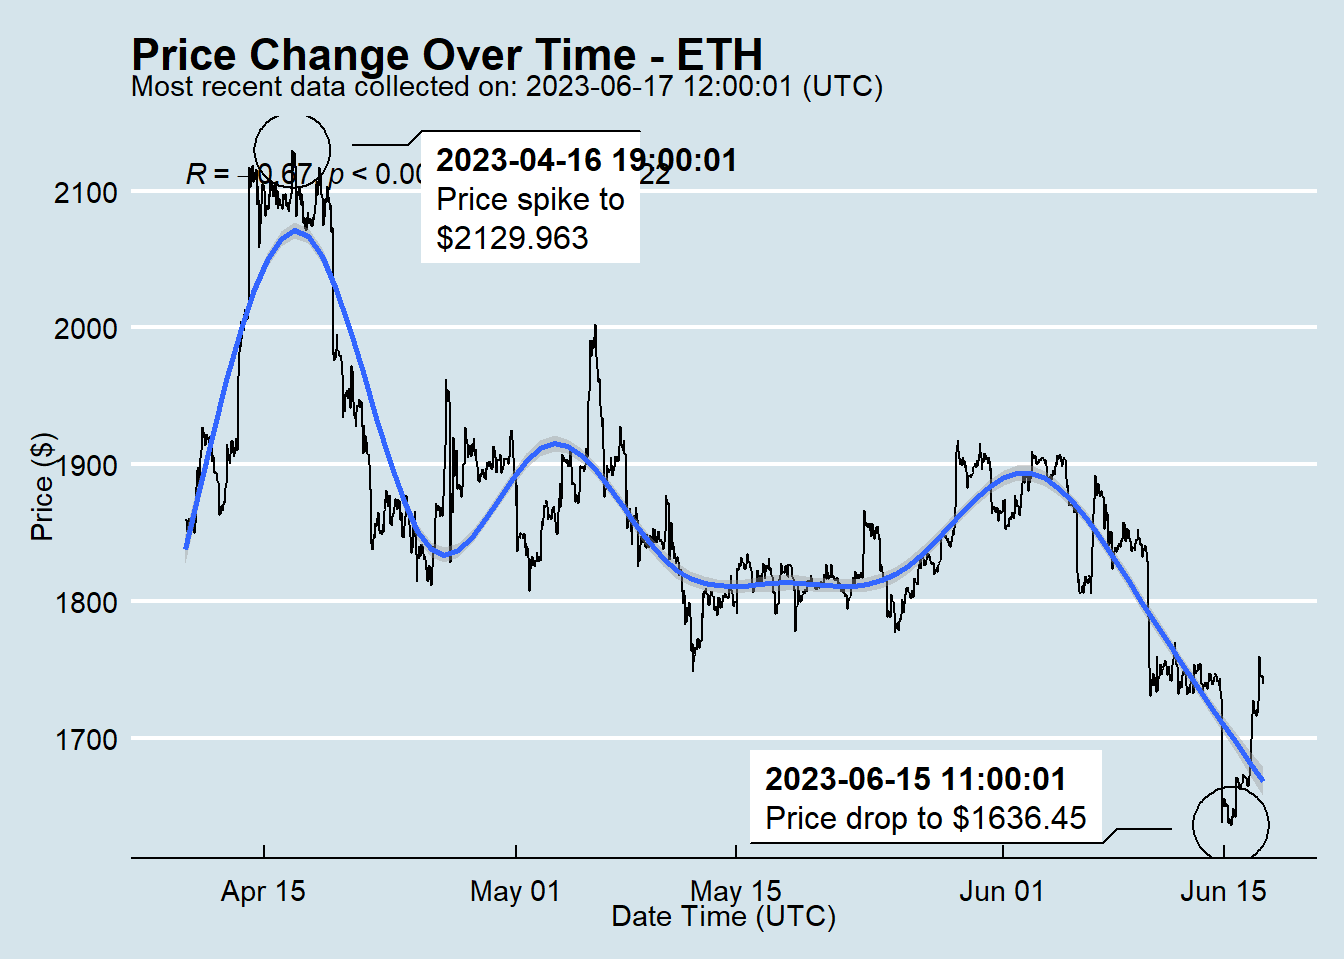 Price Change Over Time - ETH
Most recent data collected on: 2023-06-17 12:00:01 (UTC)
R = −0.67, p < 0.00 22
2023-04-16 19:00:01
Price spike to
$2129.963
2100
2000
1900
1800
1700
Price ($)
2023-06-15 11:00:01
Price drop to $1636.45
Apr 15
May 01
May 15
Jun 01
Jun 15
Date Time (UTC)